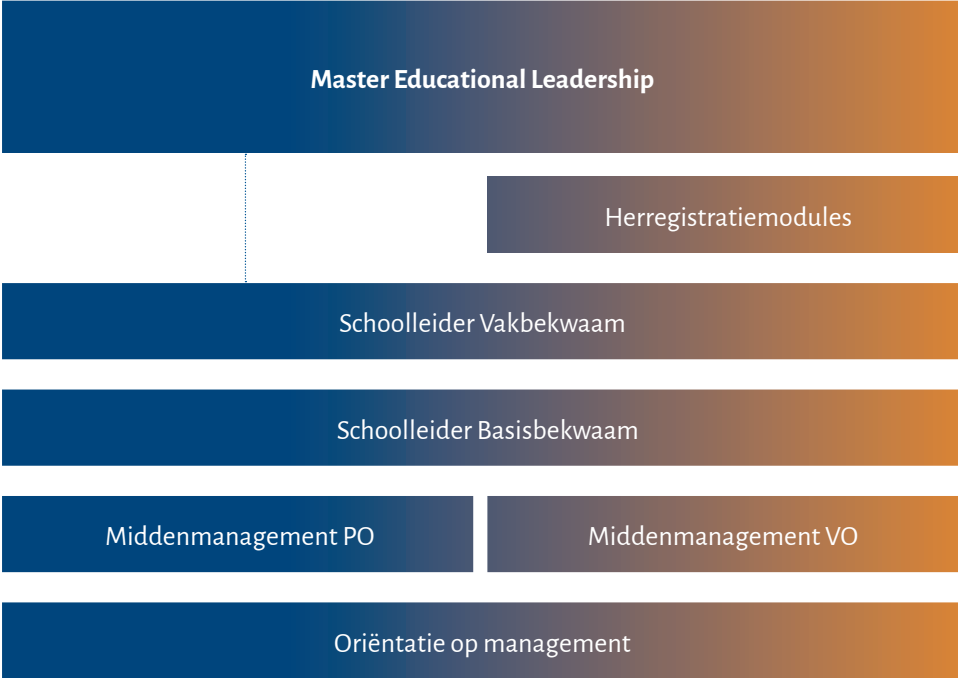 Master Educational Leadership
Herregistratiemodules
Schoolleider Vakbekwaam
Schoolleider Basisbekwaam
Middenmanagement PO
Middenmanagement VO
Oriëntatie op management